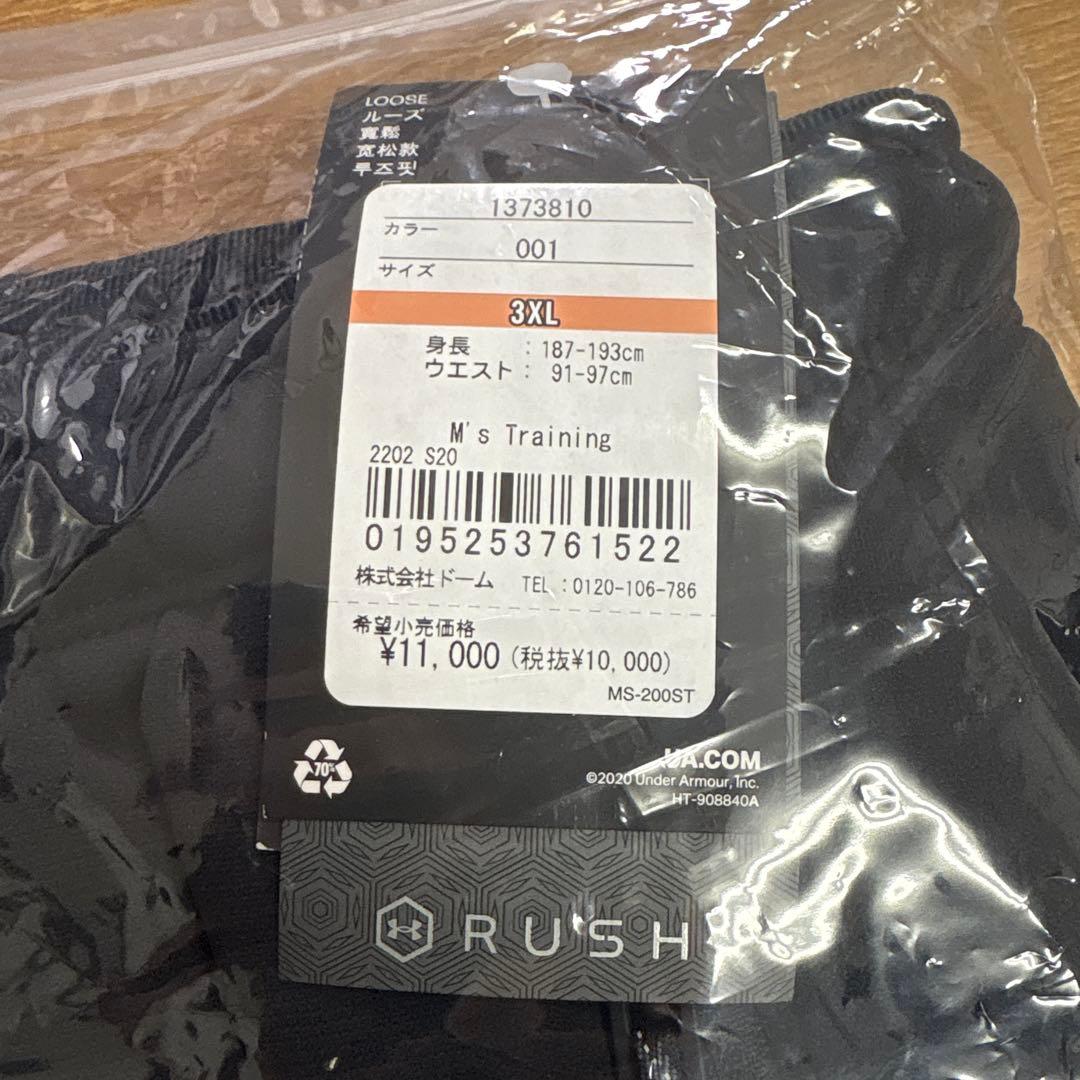 LOOSE
ルーズ
寬鬆
宽松款
루즈핏
1373810
カラー
001
サイズ
3XL
身長 : 187-193cm
ウエスト : 91-97cm
M's Training
2202 S20
0195253761522
株式会社ドーム TEL :0120-106-786
希望小売価格
¥11,000 (税抜¥10,000)
MS-200ST
70%
UA.COM
©2020 Under Armour, Inc.
HT-908840A
RUSH